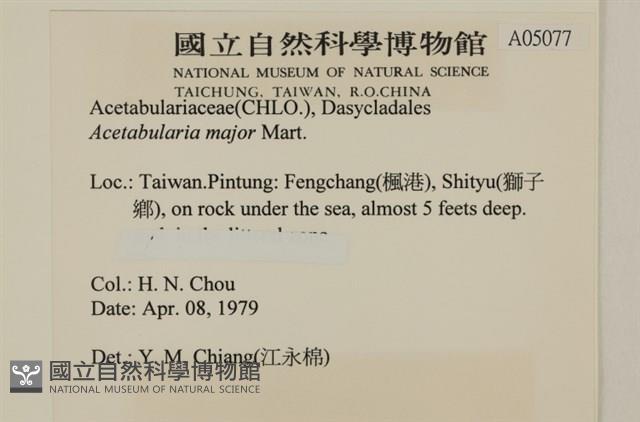 國立自然科學博物館
A05077
NATIONAL MUSEUM OF NATURAL SCIENCE
TAICHUNG, TAIWAN, R.O.CHINA
Acetabulariaceae(CHLO.), Dasycladales
Acetabularia major Mart.
Loc.: Taiwan.Pintung: Fengchang(楓港), Shityu(獅子
鄉), on rock under the sea, almost 5 feets deep.
Col.: H. N. Chou
Date: Apr. 08, 1979
Det.: Y. M. Chiang(江永棉)
國立自然科學博物館
NATIONAL MUSEUM OF NATURAL SCIENCE